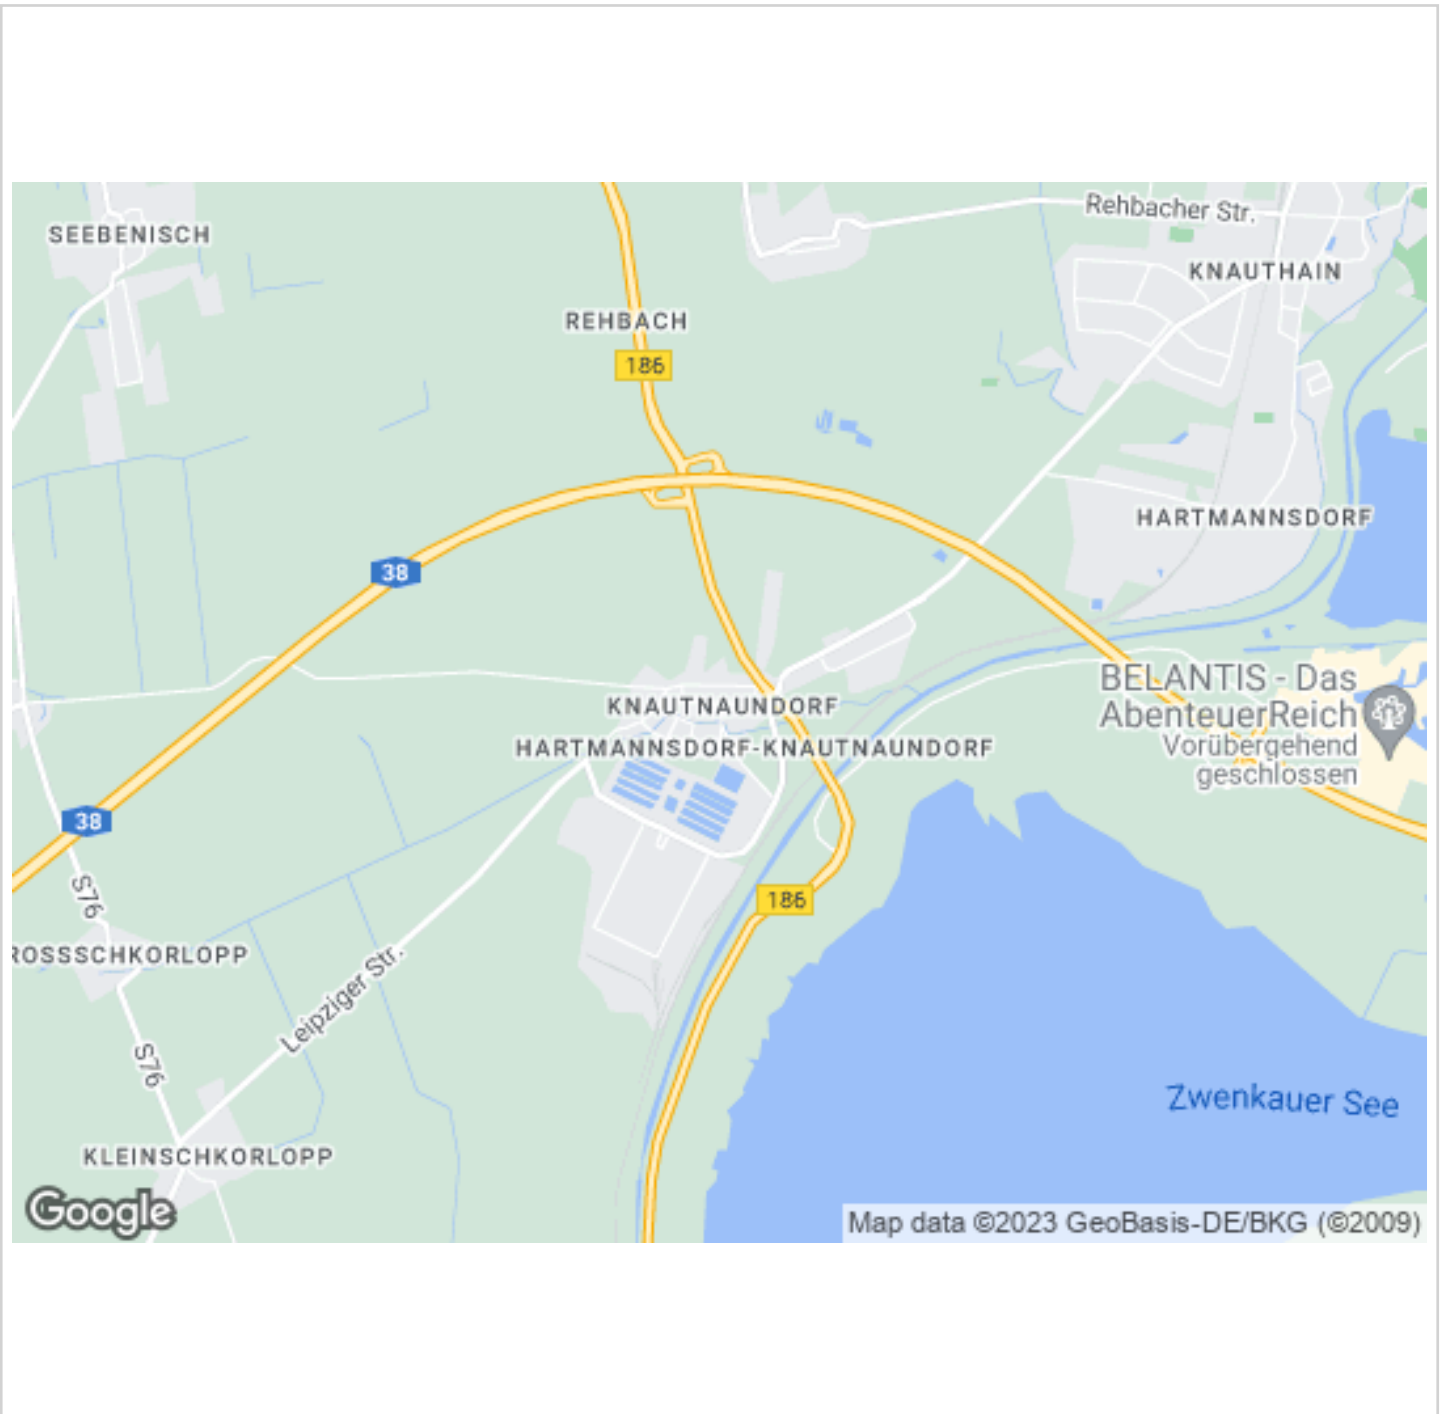 Rehbacher Str.
SEEBENISCH
KNAUTHAIN
REHBACH
186
HARTMANNSDORF
38
BELANTIS - Das
AbenteuerReich
Vorübergehend
geschlossen
KNAUTNAUNDORF
HARTMANNSDORF-KNAUTNAUNDORF
38
S76
186
ROSSSCHKORLOPP
Leipziger Str.
S76
Zwenkauer See
KLEINSCHKORLOPP
Google
Map data ©2023 GeoBasis-DE/BKG (©2009)